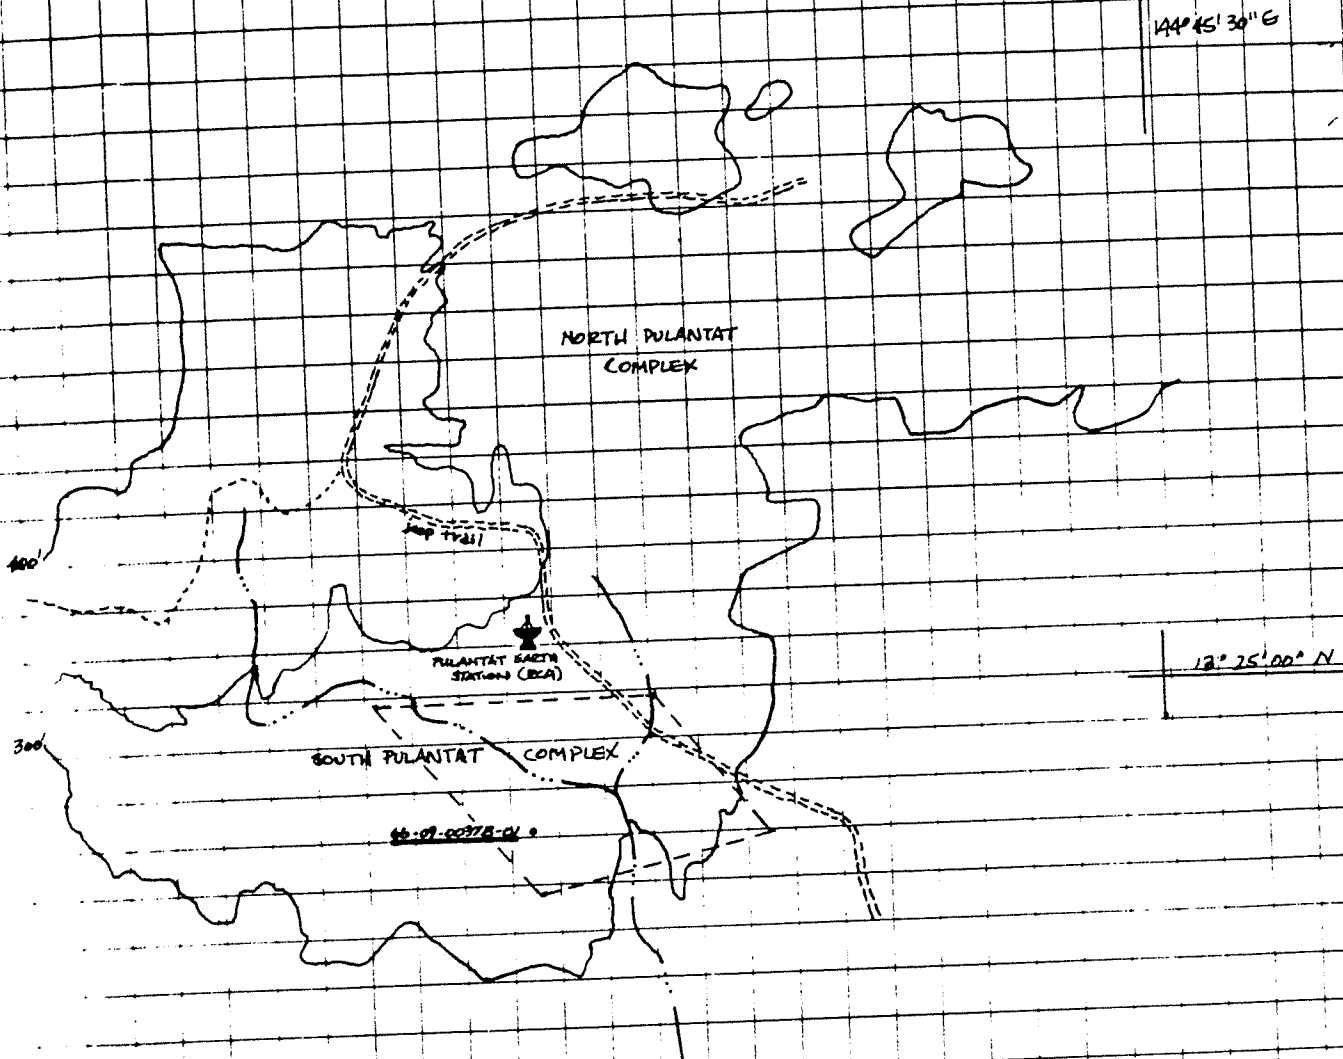 144° 45' 30" E
NORTH PULANTAT
COMPLEX
jeep trail
400'
PULANTAT EARTH
STATION (RCA)
13° 25' 00" N
300'
SOUTH PULANTAT COMPLEX